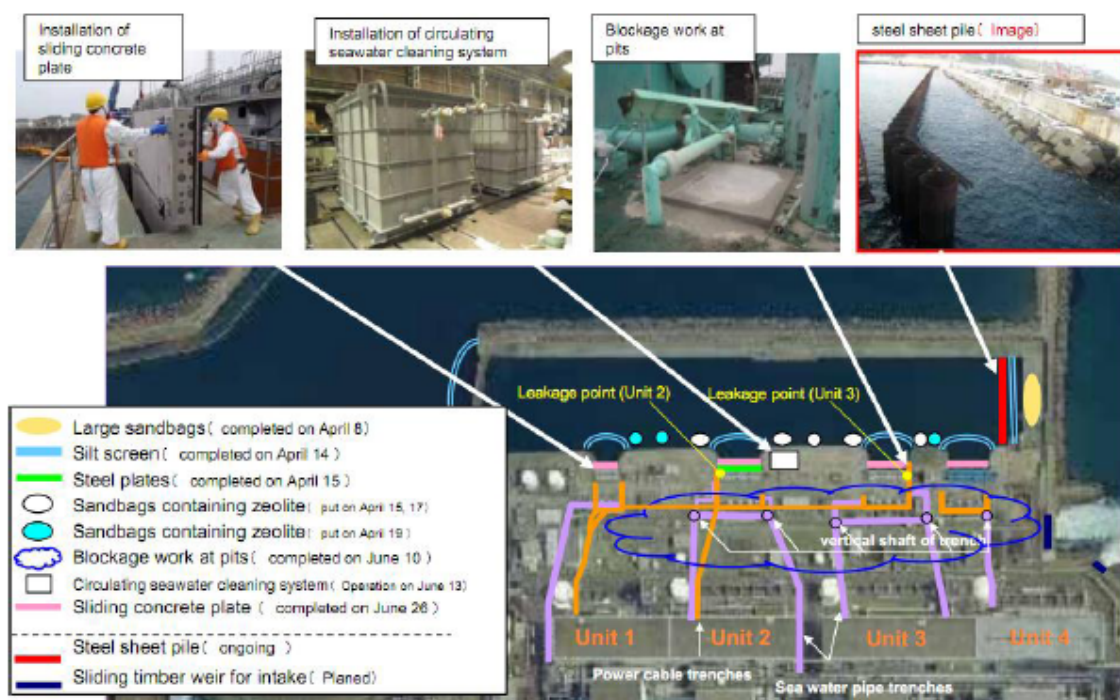 Installation of
sliding concrete
plate
Installation of circulating
seawater cleaning system
Blockage work at
pits
steel sheet pile( Image)
Leakage point (Unit 2)
Leakage point (Unit 3)
Large sandbags( completed on April 8)
Silt screen( completed on April 14)
Steel plates( completed on April 15)
Sandbags containing zeolite( put on April 15, 17)
Sandbags containing zeolite( put on April 19)
Blockage work at pits( completed on June 10)
Circulating seawater cleaning system( Operation on June 13)
Sliding concrete plate ( completed on June 26)
Steel sheet pile( ongoing)
Sliding timber weir for intake( Planed)
vertical shaft of trench
Unit 1
Unit 2
Unit 3
Unit 4
Power cable trenches
Sea water pipe trenches